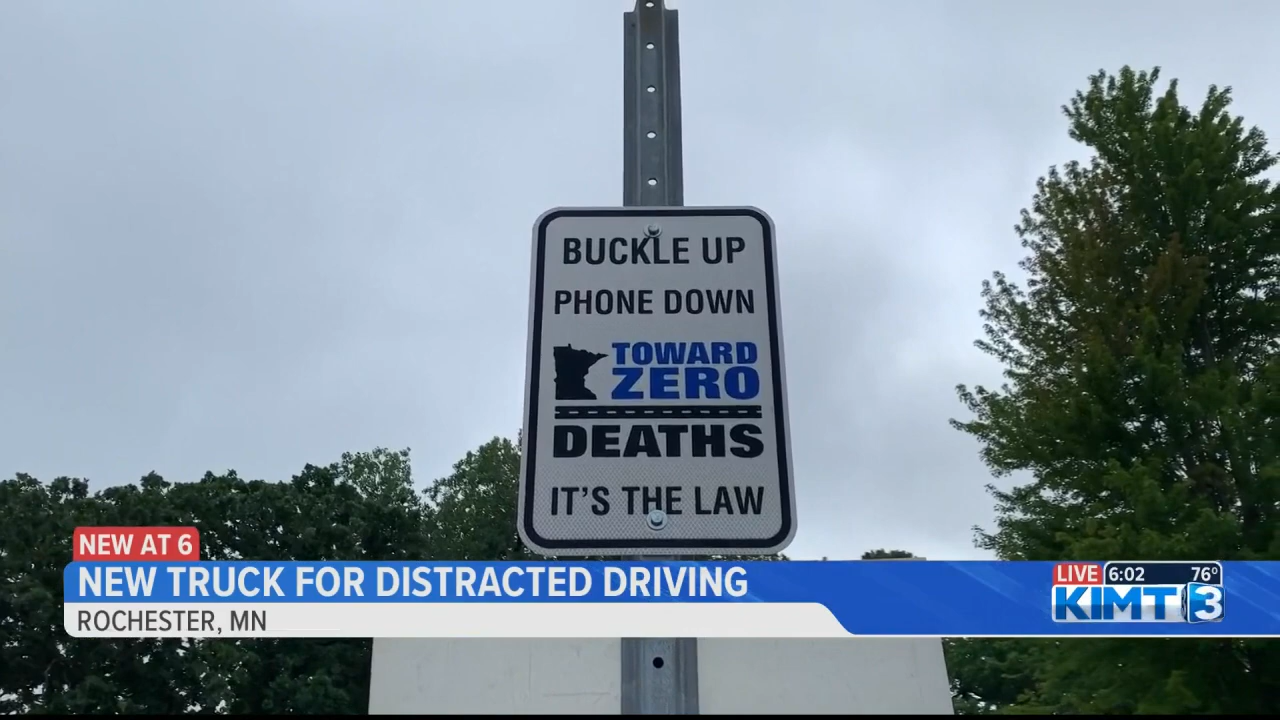 BUCKLE UP
PHONE DOWN
TOWARD
ZERO
DEATHS
IT'S THE LAW
NEW AT 6
NEW TRUCK FOR DISTRACTED DRIVING
ROCHESTER, MN
LIVE 6:02 76°
KIMT 3